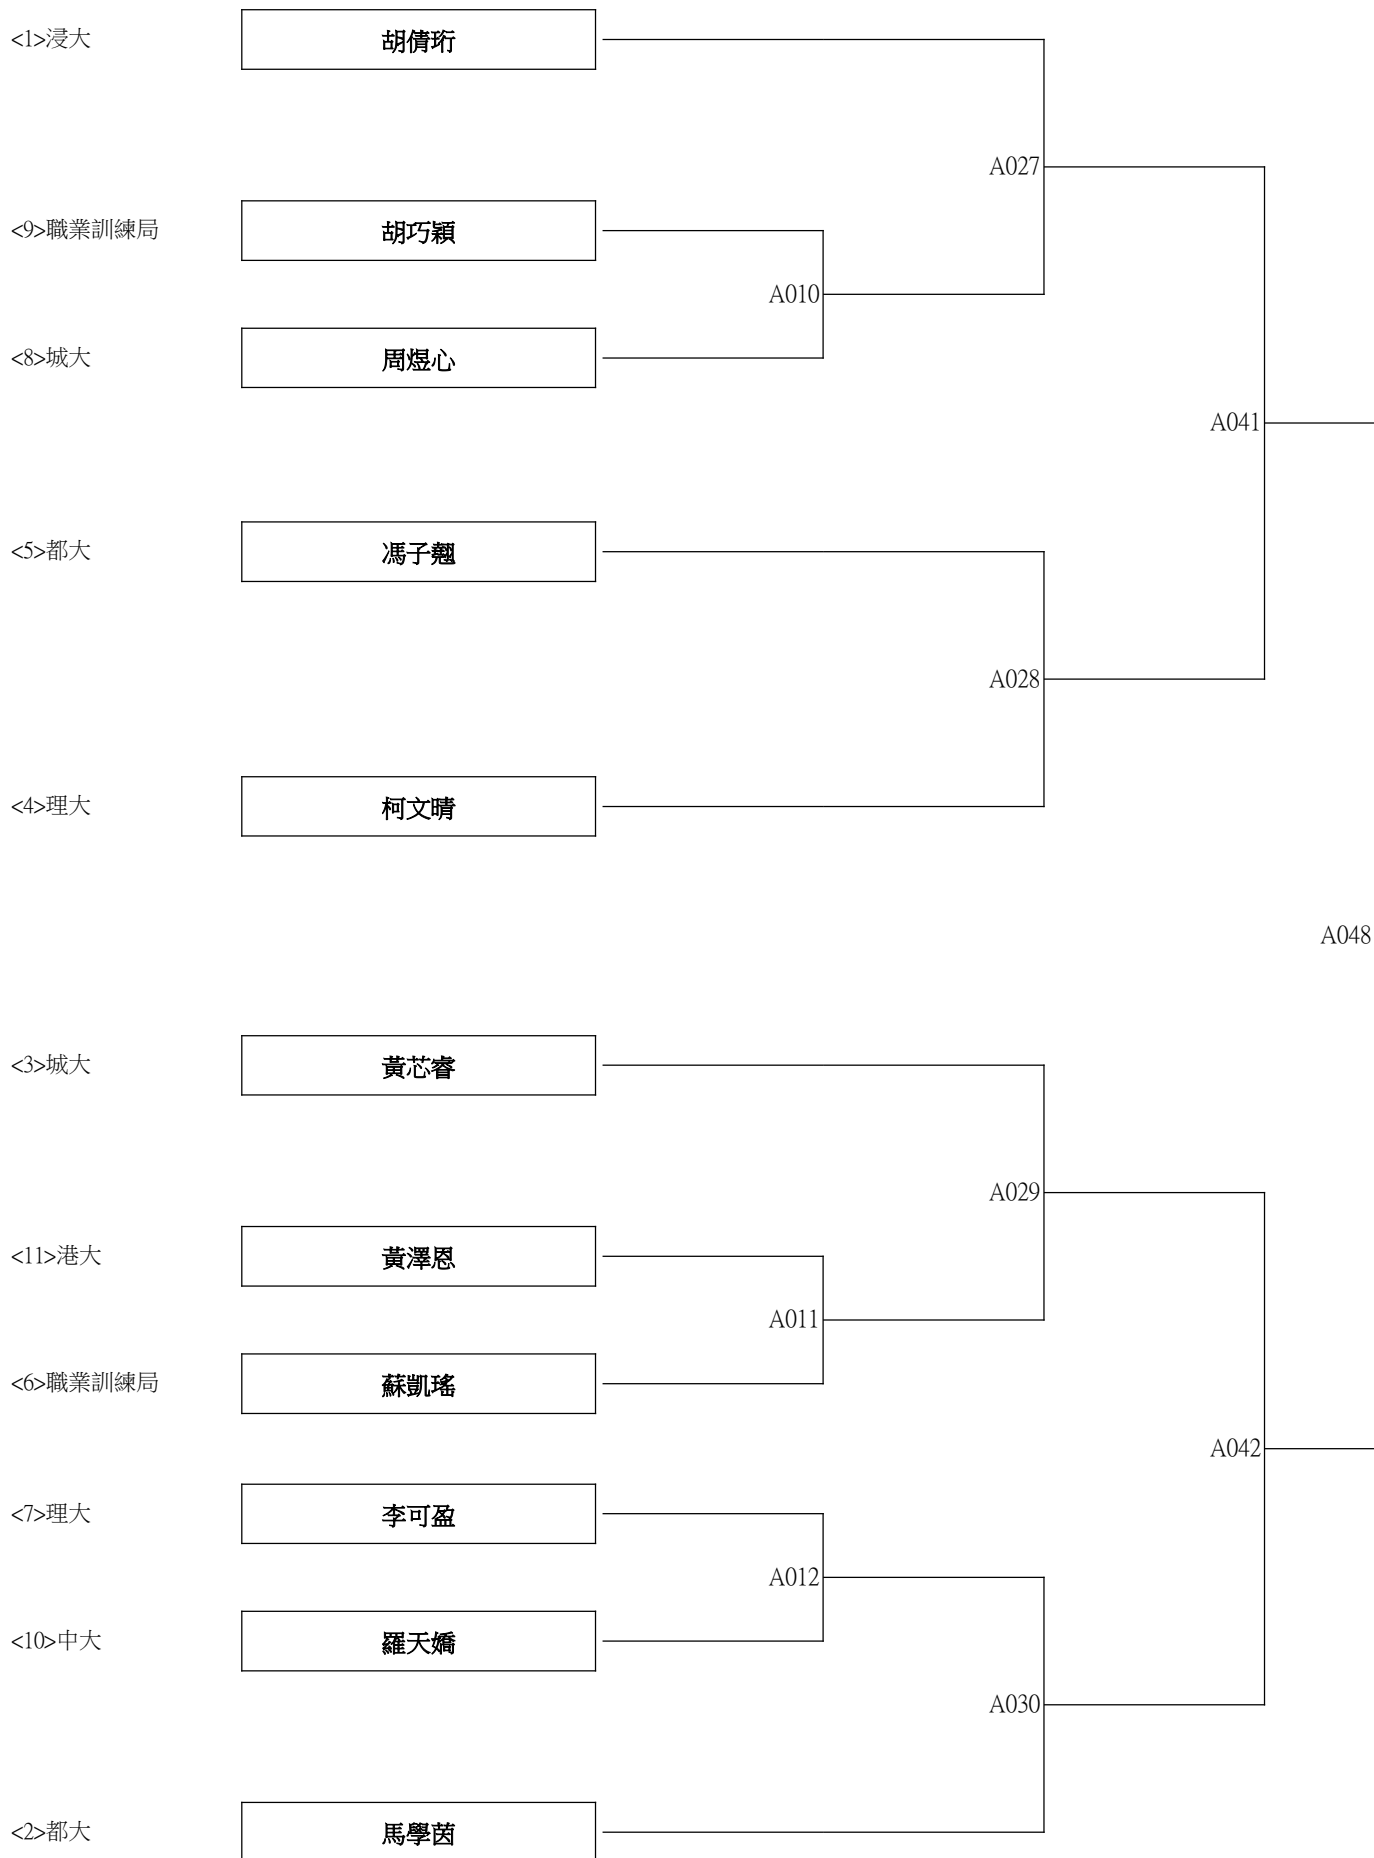 <1>浸大 胡倩珩
A027
<9>職業訓練局 胡巧穎
A010
<8>城大 周煜心
A041
<5>都大 馮子翹
A028
<4>理大 柯文晴
A048
<3>城大 黃芯睿
A029
<11>港大 黃澤恩
A011
<6>職業訓練局 蘇凱瑤
A042
<7>理大 李可盈
A012
<10>中大 羅天嬌
A030
<2>都大 馬學茵